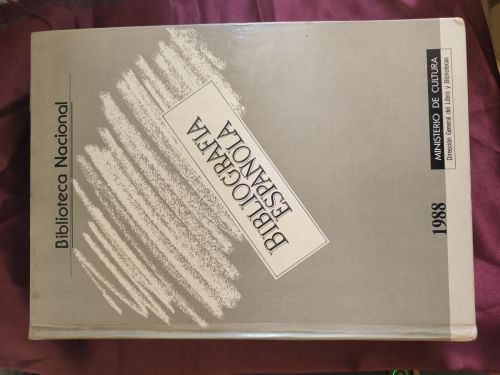 Biblioteca Nacional
BIBLIOGRAFIA
ESPAÑOLA
1988
MINISTERIO DE CULTURA
Dirección General del Libro y Bibliotecas